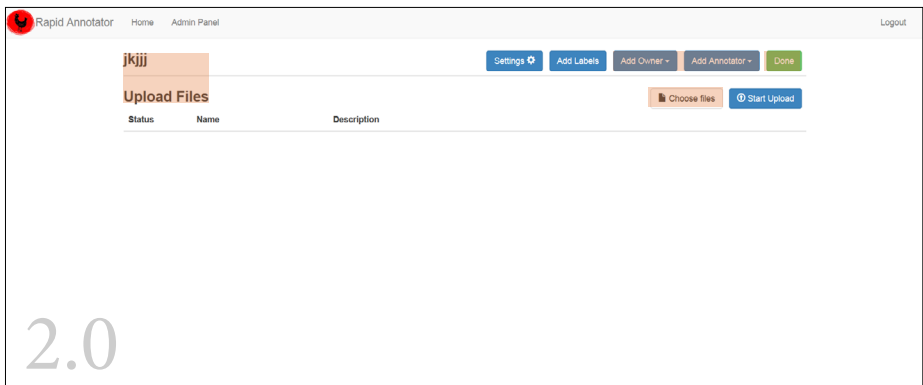 Rapid Annotator Home Admin Panel Logout
jkjjj Settings Add Labels Add Owner Add Annotator Done
Upload Files Choose files Start Upload
Status Name Description
2.0